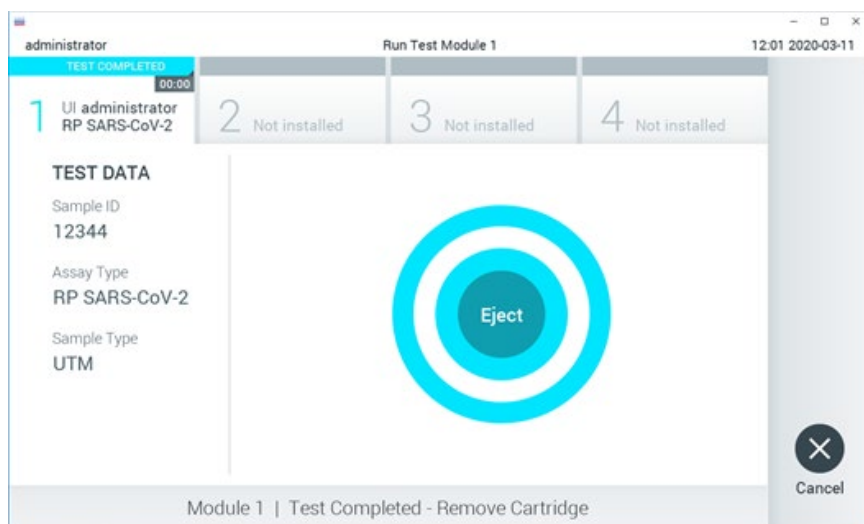 administrator Run Test Module 1 12:01 2020-03-11
TEST COMPLETED
00:00
1 UI administrator
RP SARS-CoV-2
2 Not installed
3 Not installed
4 Not installed
TEST DATA
Sample ID
12344
Assay Type
RP SARS-CoV-2
Sample Type
UTM
Eject
Cancel
Module 1 | Test Completed - Remove Cartridge